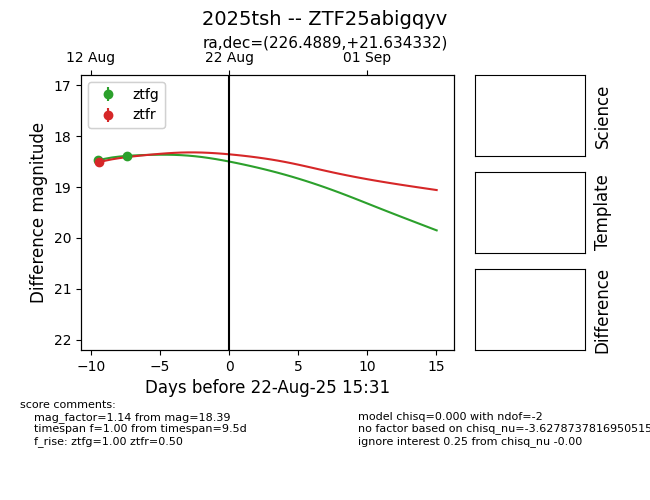 2025tsh -- ZTF25abigqyv
ra,dec=(226.4889,+21.634332)
12 Aug 22 Aug 01 Sep
ztfg
ztfr
17
18
19
20
21
22
Difference magnitude
−10 −5 0 5 10 15
Days before 22-Aug-25 15:31
Science
Template
Difference
score comments:
mag_factor=1.14 from mag=18.39
timespan f=1.00 from timespan=9.5d
f_rise: ztfg=1.00 ztfr=0.50
model chisq=0.000 with ndof=-2
no factor based on chisq_nu=-3.6278737816950515
ignore interest 0.25 from chisq_nu -0.00